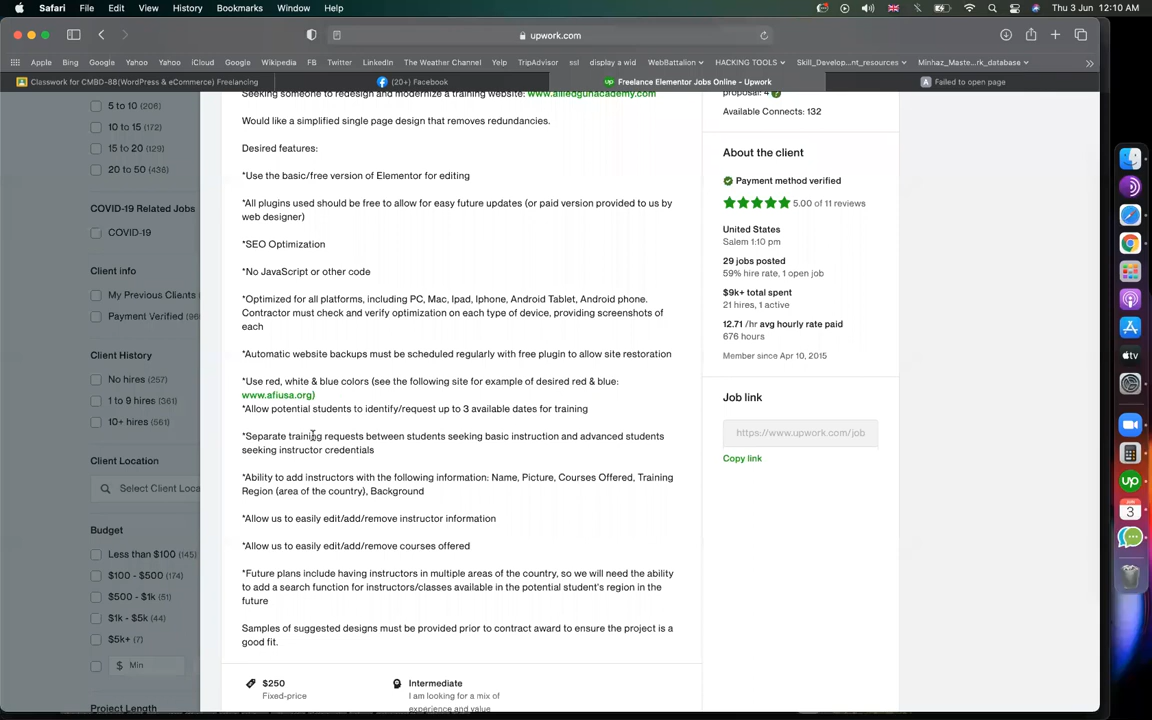 Safari File Edit View History Bookmarks Window Help Thu 3 Jun 12:10 AM
upwork.com
Apple Bing Google Yahoo Yahoo iCloud Google Wikipedia FB Twitter LinkedIn The Weather Channel Yelp TripAdvisor ssl display a wid WebBattalion HACKING TOOLS Skill_Develop...nt_resources Minhaz_Maste...rk_database
Classwork for CMBD-88(WordPress & eCommerce) Freelancing (20+) Facebook Freelance Elementor Jobs Online - Upwork Failed to open page
5 to 10 (206)
10 to 15 (172)
15 to 20 (129)
20 to 50 (436)
COVID-19 Related Jobs
COVID-19
Client info
My Previous Clients
Payment Verified (96
Client History
No hires (257)
1 to 9 hires (361)
10+ hires (561)
Client Location
Select Client Loca
Budget
Less than $100 (145)
$100 - $500 (174)
$500 - $1k (51)
$1k - $5k (44)
$5k+ (7)
$ Min
Project Length
Seeking someone to redesign and modernize a training website: www.alliedgunacademy.com
Would like a simplified single page design that removes redundancies.
Desired features:
*Use the basic/free version of Elementor for editing
*All plugins used should be free to allow for easy future updates (or paid version provided to us by
web designer)
*SEO Optimization
*No JavaScript or other code
*Optimized for all platforms, including PC, Mac, Ipad, Iphone, Android Tablet, Android phone.
Contractor must check and verify optimization on each type of device, providing screenshots of
each
*Automatic website backups must be scheduled regularly with free plugin to allow site restoration
*Use red, white & blue colors (see the following site for example of desired red & blue:
www.afiusa.org)
*Allow potential students to identify/request up to 3 available dates for training
*Separate training requests between students seeking basic instruction and advanced students
seeking instructor credentials
*Ability to add instructors with the following information: Name, Picture, Courses Offered, Training
Region (area of the country), Background
*Allow us to easily edit/add/remove instructor information
*Allow us to easily edit/add/remove courses offered
*Future plans include having instructors in multiple areas of the country, so we will need the ability
to add a search function for instructors/classes available in the potential student's region in the
future
Samples of suggested designs must be provided prior to contract award to ensure the project is a
good fit.
$250
Fixed-price
Intermediate
I am looking for a mix of
experience and value
proposal: 4
Available Connects: 132
About the client
Payment method verified
5.00 of 11 reviews
United States
Salem 1:10 pm
29 jobs posted
59% hire rate, 1 open job
$9k+ total spent
21 hires, 1 active
12.71 /hr avg hourly rate paid
676 hours
Member since Apr 10, 2015
Job link
https://www.upwork.com/job
Copy link
tv
up
3